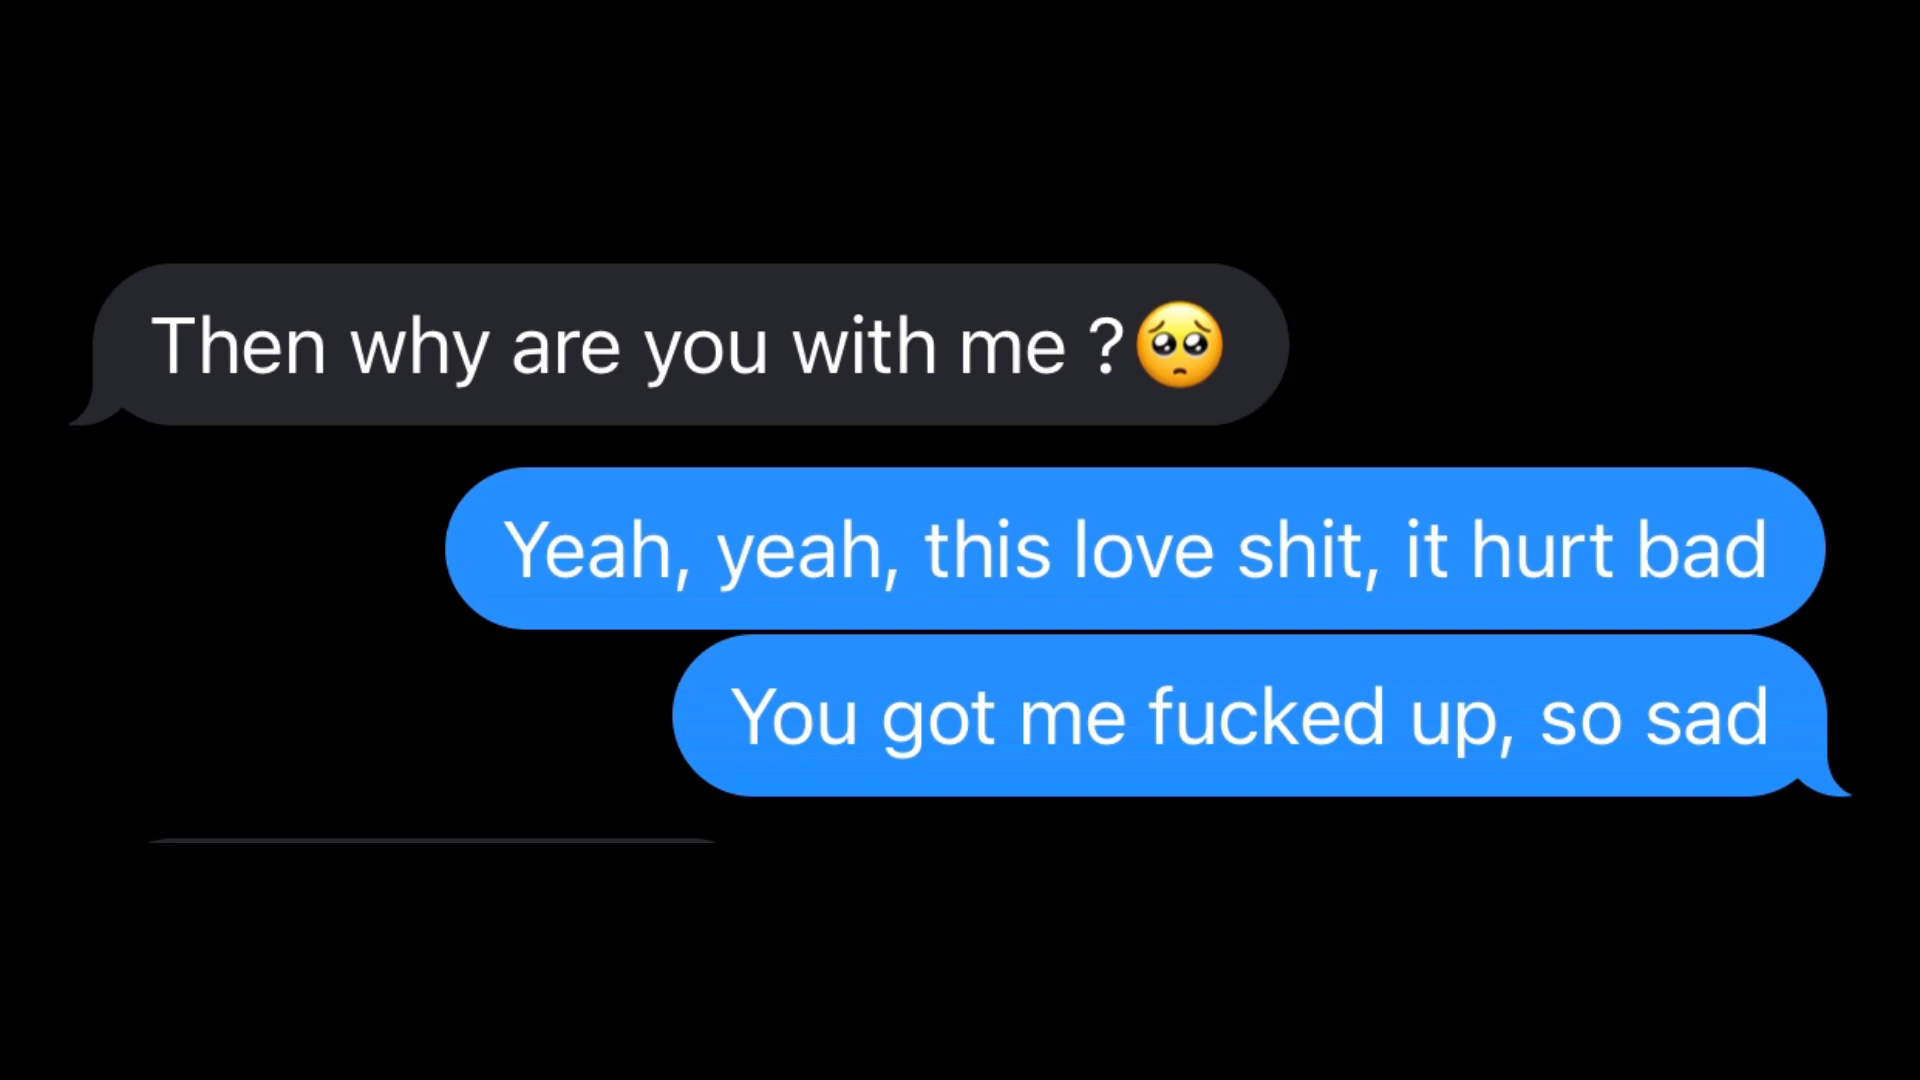 Then why are you with me ?🥺
Yeah, yeah, this love shit, it hurt bad
You got me fucked up, so sad